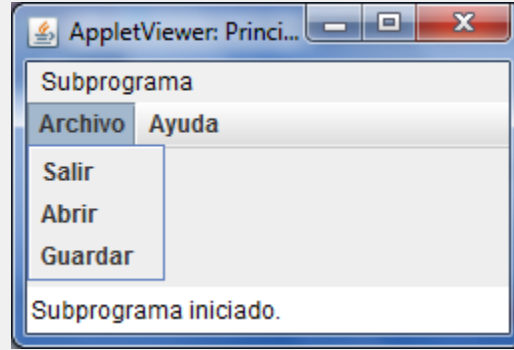 AppletViewer: Princi...
Subprograma
Archivo Ayuda
Salir
Abrir
Guardar
Subprograma iniciado.